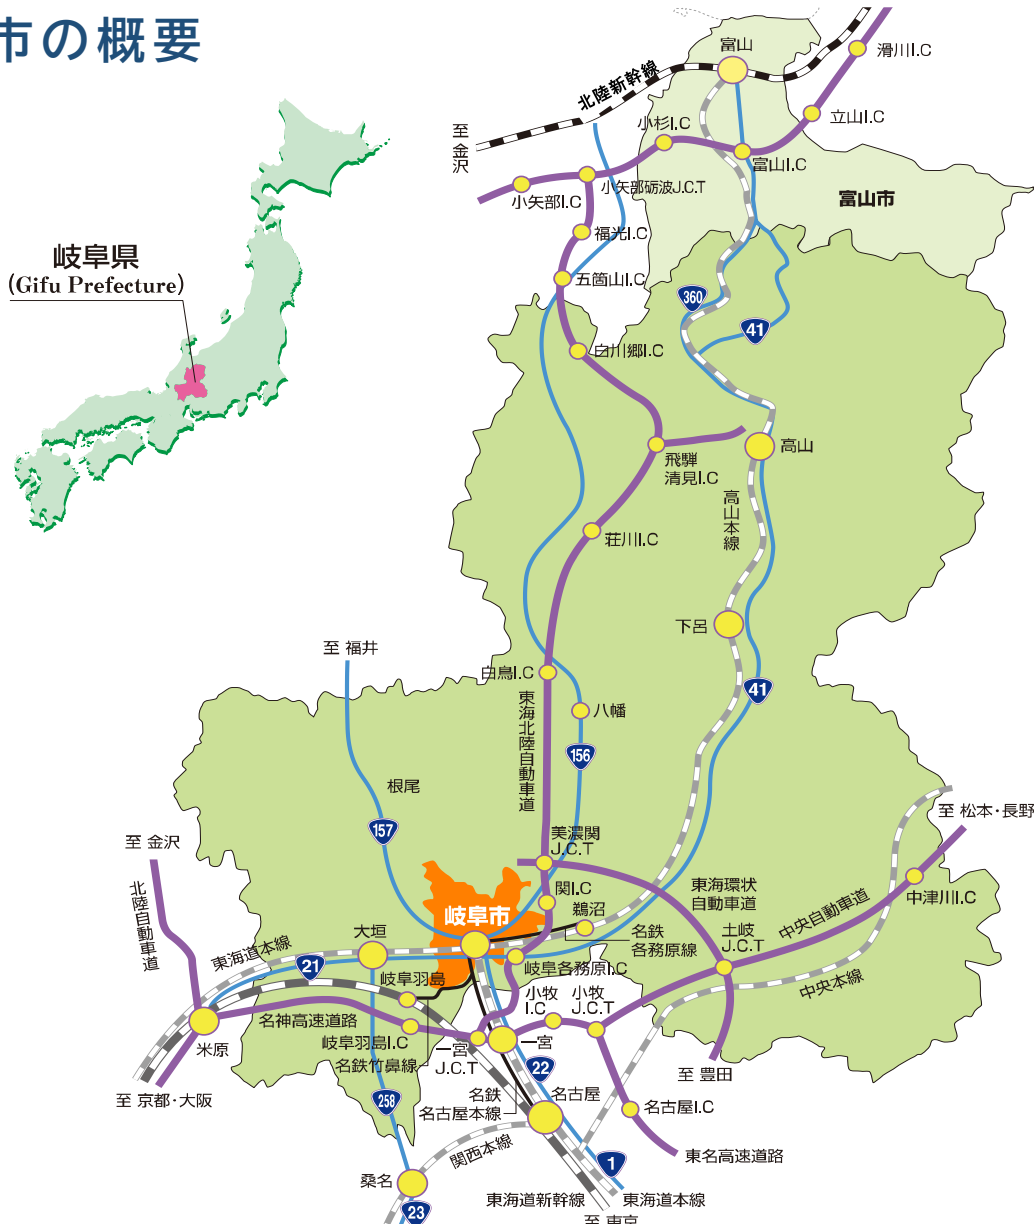 市の概要
岐阜県
(Gifu Prefecture)
北陸新幹線
富山
滑川I.C
至
金沢
小杉I.C
立山I.C
富山I.C
小矢部I.C
小矢部砺波J.C.T
富山市
福光I.C
五箇山I.C
360
41
白川郷I.C
高山
飛騨
清見I.C
高山本線
荘川I.C
下呂
至 福井
白鳥I.C
41
八幡
東海北陸自動車道
156
根尾
157
至 松本・長野
至 金沢
美濃関
J.C.T
北陸自動車道
関I.C
東海環状
自動車道
中津川I.C
岐阜市
鵜沼
中央自動車道
土岐
J.C.T
名鉄
各務原線
大垣
東海道本線
21
岐阜各務原I.C
岐阜羽島
中央本線
小牧
I.C
小牧
J.C.T
名神高速道路
米原
岐阜羽島I.C
一宮
J.C.T
一宮
名鉄竹鼻線
22
至 豊田
至 京都・大阪
258
名鉄
名古屋本線
名古屋
名古屋I.C
関西本線
東名高速道路
1
桑名
東海道新幹線
東海道本線
23
至 東京